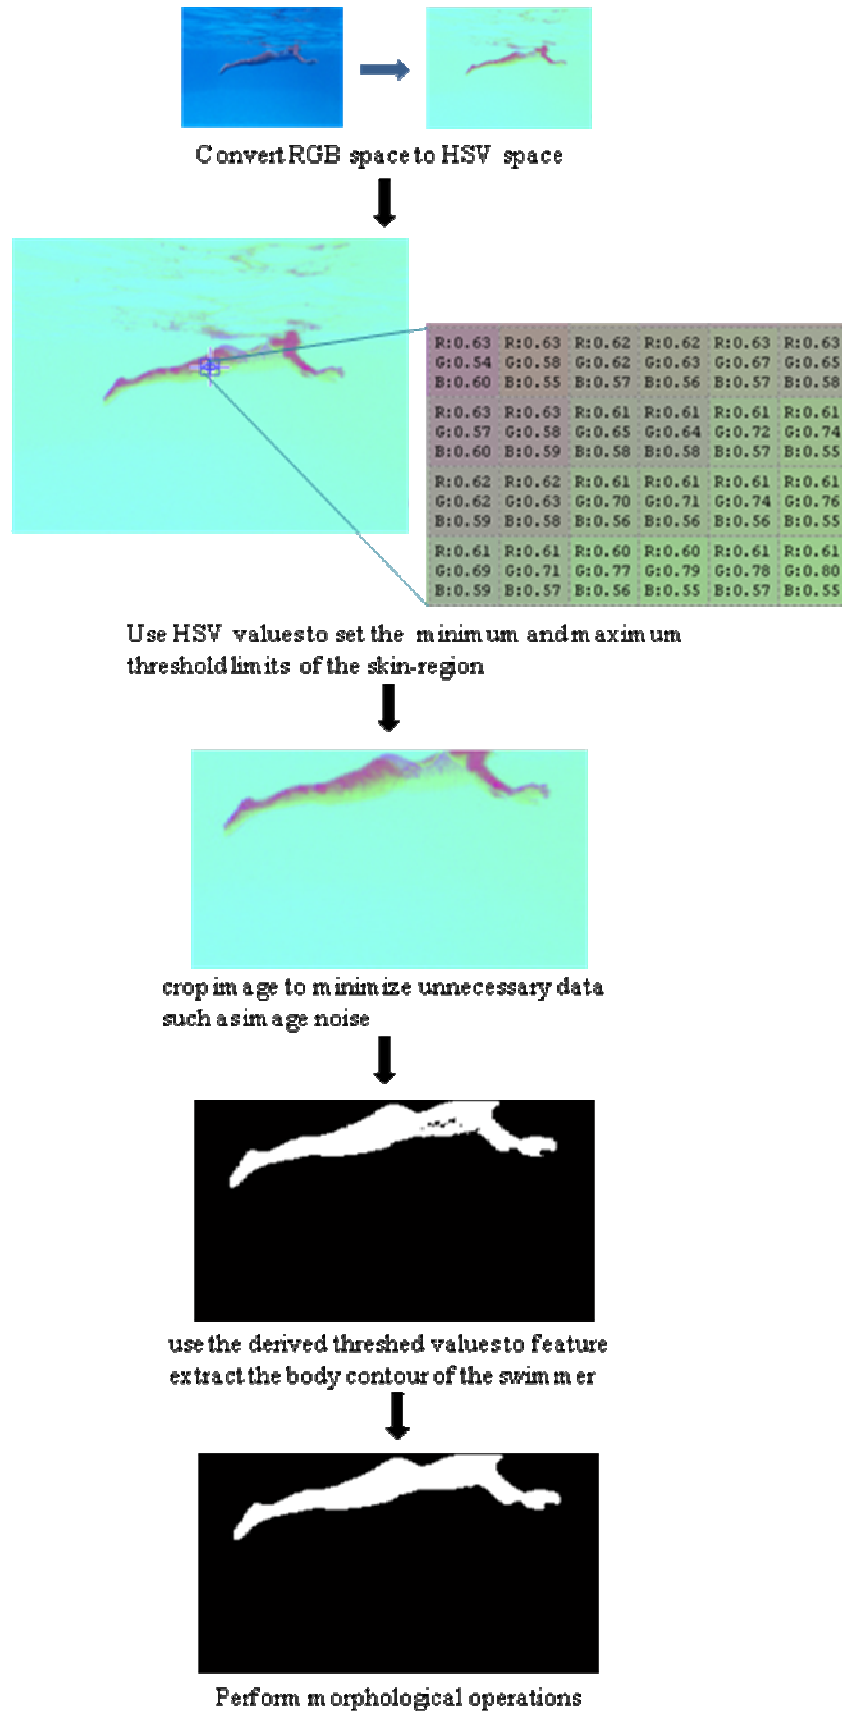 Convert RGB space to HSV space
R:0.63 R:0.63 R:0.62 R:0.62 R:0.63 R:0.63
G:0.54 G:0.58 G:0.62 G:0.63 G:0.67 G:0.65
B:0.60 B:0.55 B:0.57 B:0.56 B:0.57 B:0.58
R:0.63 R:0.63 R:0.61 R:0.61 R:0.61 R:0.61
G:0.57 G:0.58 G:0.65 G:0.64 G:0.72 G:0.74
B:0.60 B:0.59 B:0.58 B:0.58 B:0.57 B:0.55
R:0.62 R:0.62 R:0.61 R:0.61 R:0.61 R:0.61
G:0.62 G:0.63 G:0.70 G:0.71 G:0.74 G:0.76
B:0.59 B:0.58 B:0.56 B:0.56 B:0.56 B:0.55
R:0.61 R:0.61 R:0.60 R:0.60 R:0.61 R:0.61
G:0.69 G:0.71 G:0.77 G:0.79 G:0.78 G:0.80
B:0.59 B:0.57 B:0.56 B:0.55 B:0.57 B:0.55
Use HSV values to set the minimum and maximum
threshold limits of the skin-region
crop image to minimize unnecessary data
such as image noise
use the derived threshed values to feature
extract the body contour of the swimmer
Perform morphological operations